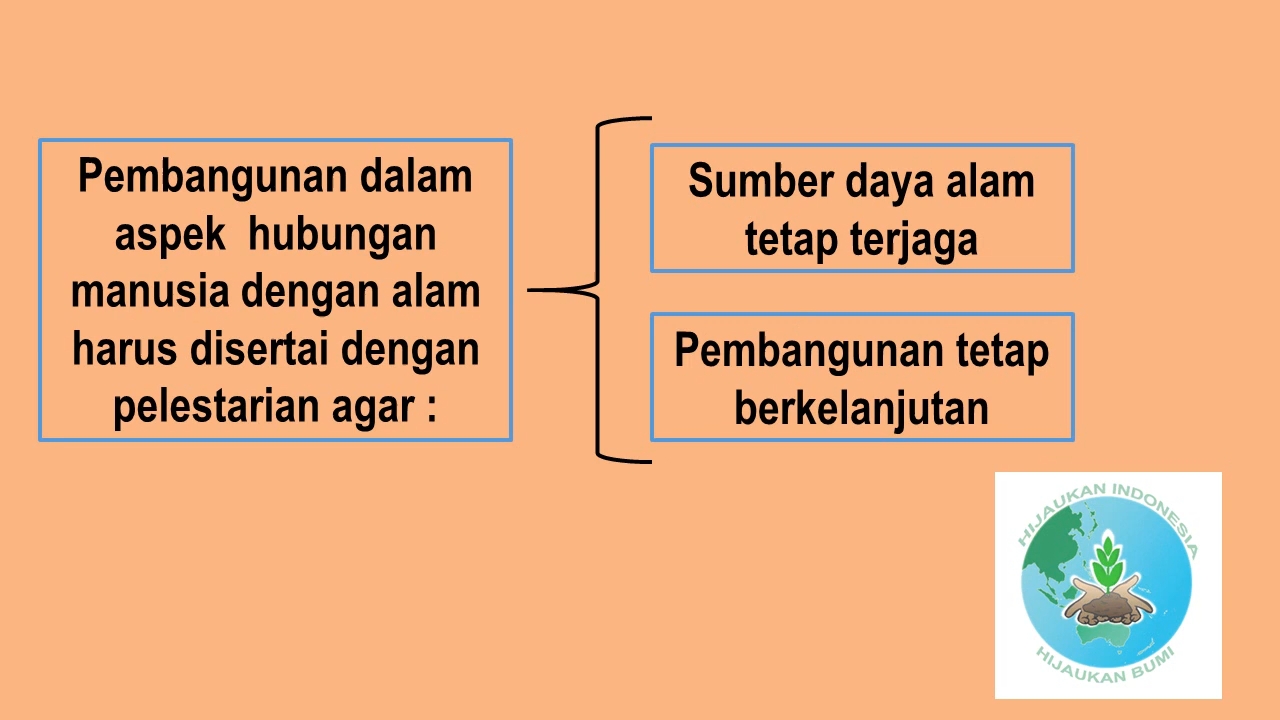 Pembangunan dalam
aspek  hubungan
manusia dengan alam
harus disertai dengan
pelestarian agar :
Sumber daya alam
tetap terjaga
Pembangunan tetap
berkelanjutan
HIJAUKAN INDONESIA
HIJAUKAN BUMI